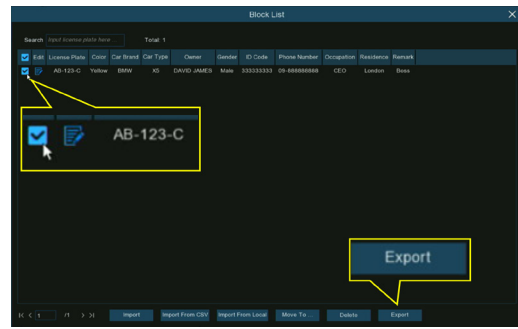 Block List
Search Input license plate here ... Total: 1
Edit License Plate Color Car Brand Car Type Owner Gender ID Code Phone Number Occupation Residence Remark
AB-123-C Yellow BMW X5 DAVID JAMES Male 333333333 09-888888888 CEO London Boss
AB-123-C
Export
1 /1 Import Import From CSV Import From Local Move To ... Delete Export